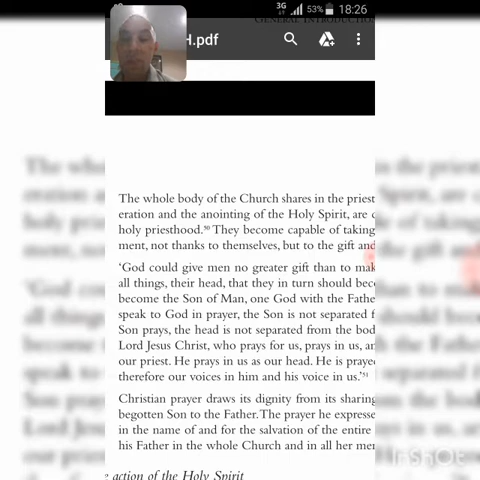 GENERAL INTRODUCTION
3G 53% 18:26
H.pdf
The whole body of the Church shares in the priest
eration and the anointing of the Holy Spirit, are c
holy priesthood.⁵⁰ They become capable of taking
ment, not thanks to themselves, but to the gift and
‘God could give men no greater gift than to mak
all things, their head, that they in turn should bec
become the Son of Man, one God with the Fathe
speak to God in prayer, the Son is not separated f
Son prays, the head is not separated from the bod
Lord Jesus Christ, who prays for us, prays in us, an
our priest. He prays in us as our head. He is praye
therefore our voices in him and his voice in us.’⁵¹
Christian prayer draws its dignity from its sharing
begotten Son to the Father. The prayer he expresse
in the name of and for the salvation of the entire
his Father in the whole Church and in all her mer
e action of the Holy Spirit